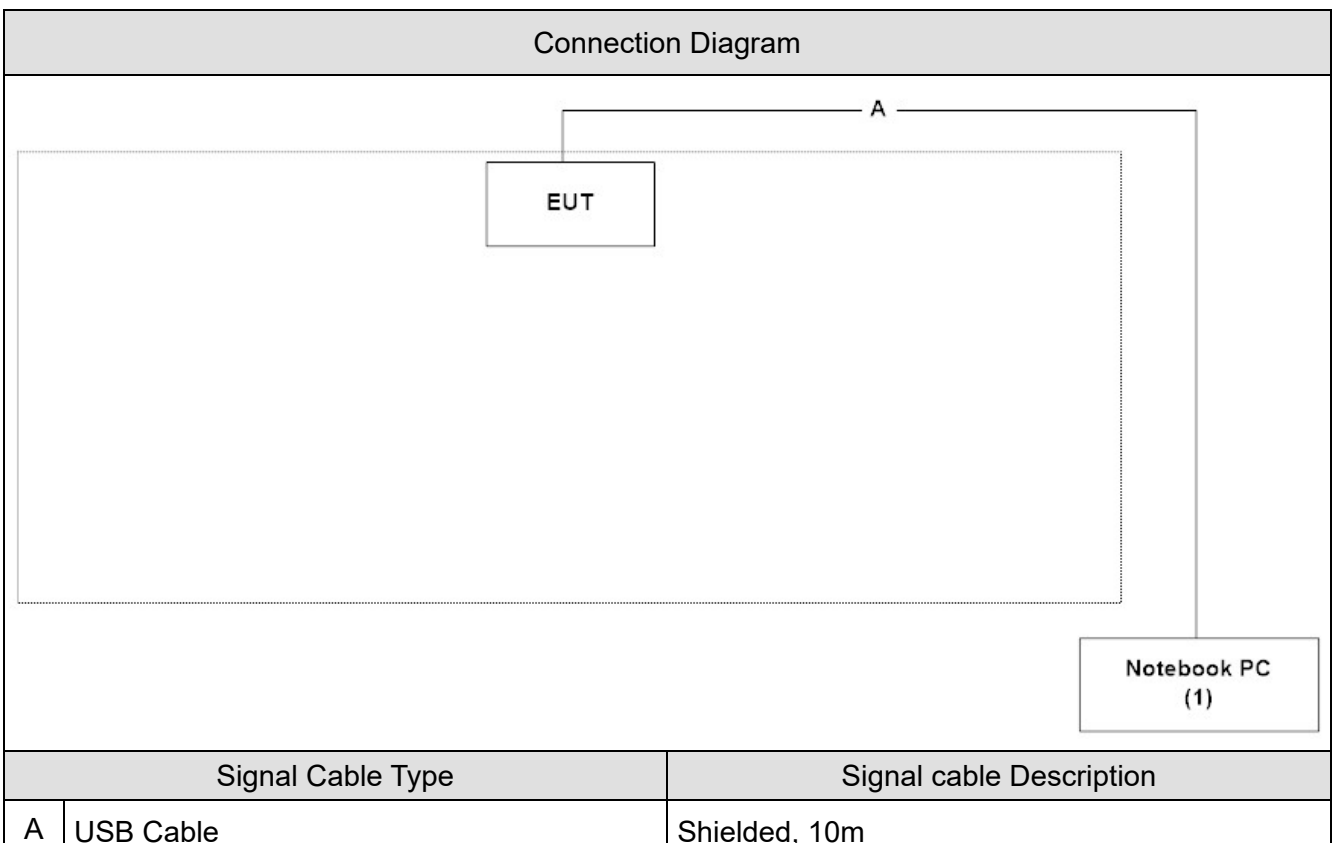 Connection Diagram
A
EUT
Notebook PC
(1)
Signal Cable Type Signal cable Description
A USB Cable Shielded, 10m